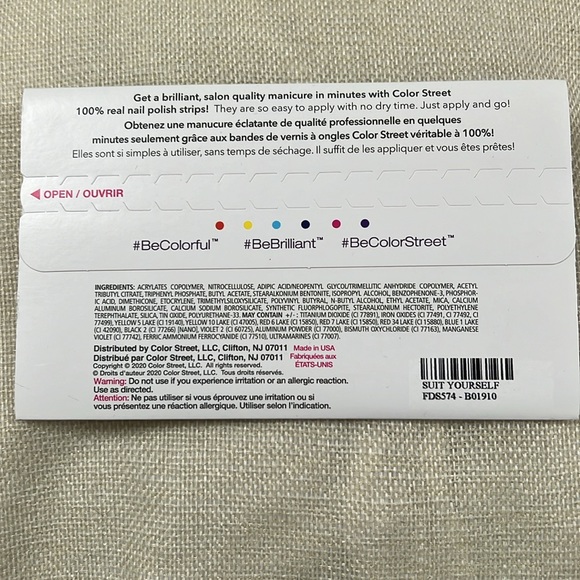 Get a brilliant, salon quality manicure in minutes with Color Street
100% real nail polish strips! They are so easy to apply with no dry time. Just apply and go!
Obtenez une manucure éclatante de qualité professionnelle en quelques
minutes seulement grâce aux bandes de vernis à ongles Color Street véritable à 100%!
Elles sont si simples à utiliser, sans temps de séchage. Il suffit de les appliquer et vous êtes prêtes!
OPEN / OUVRIR
#BeColorful™ #BeBrilliant™ #BeColorStreet™
INGREDIENTS: ACRYLATES COPOLYMER, NITROCELLULOSE, ADIPIC ACID/NEOPENTYL GLYCOL/TRIMELLITIC ANHYDRIDE COPOLYMER, ACETYL
TRIBUTYL CITRATE, TRIPHENYL PHOSPHATE, BUTYL ACETATE, STEARALKONIUM BENTONITE, ISOPROPYL ALCOHOL, BENZOPHENONE-3, PHOSPHOR-
IC ACID, DIMETHICONE, ETOCRYLENE, TRIMETHYLSILOXYSILICATE, POLYVINYL BUTYRAL, N-BUTYL ALCOHOL, ETHYL ACETATE, MICA, CALCIUM
ALUMINUM BOROSILICATE, CALCIUM SODIUM BOROSILICATE, SYNTHETIC FLUORPHLOGOPITE, STEARALKONIUM HECTORITE, POLYETHYLENE
TEREPHTHALATE, SILICA, TIN OXIDE, POLYURETHANE-33. MAY CONTAIN +/- : TITANIUM DIOXIDE (CI 77891), IRON OXIDES (CI 77491, CI 77492, CI
77499), YELLOW 5 LAKE (CI 19140), YELLOW 10 LAKE (CI 47005), RED 6 LAKE (CI 15850), RED 7 LAKE (CI 15850), RED 34 LAKE (CI 15880), BLUE 1 LAKE
(CI 42090), BLACK 2 (CI 77266) [NANO], VIOLET 2 (CI 60725), ALUMINUM POWDER (CI 77000), BISMUTH OXYCHLORIDE (CI 77163), MANGANESE
VIOLET (CI 77742), FERRIC AMMONIUM FERROCYANIDE (CI 77510), ULTRAMARINES (CI 77007).
Distributed by Color Street, LLC, Clifton, NJ 07011 Made in USA
Distribué par Color Street, LLC, Clifton, NJ 07011 Fabriquées aux
Copyright © 2020 Color Street, LLC. All rights reserved. ÉTATS-UNIS
© Droits d'auteur 2020 Color Street, LLC. Tous droits réservés.
Warning: Do not use if you experience irritation or an allergic reaction.
Use as directed.
Attention: Ne pas utiliser si vous éprouvez une irritation ou si
vous présentez une réaction allergique. Utiliser selon l'indication.
SUIT YOURSELF
FDS574 - B01910